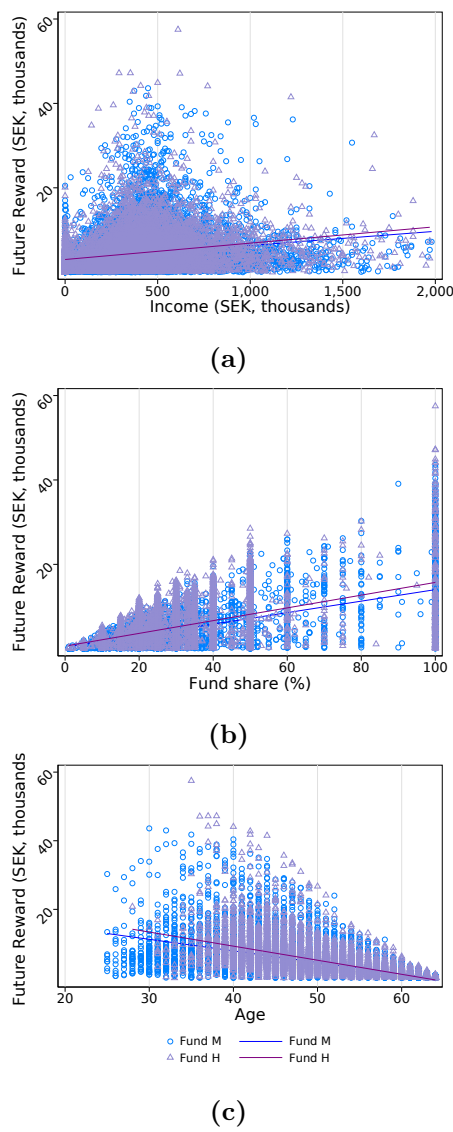 Future Reward (SEK, thousands)
60
40
20
0 500 1,000 1,500 2,000
Income (SEK, thousands)
(a)
Future Reward (SEK, thousands)
60
40
20
0 20 40 60 80 100
Fund share (%)
(b)
Future Reward (SEK, thousands
60
40
20
20 30 40 50 60
Age
Fund M Fund M
Fund H Fund H
(c)